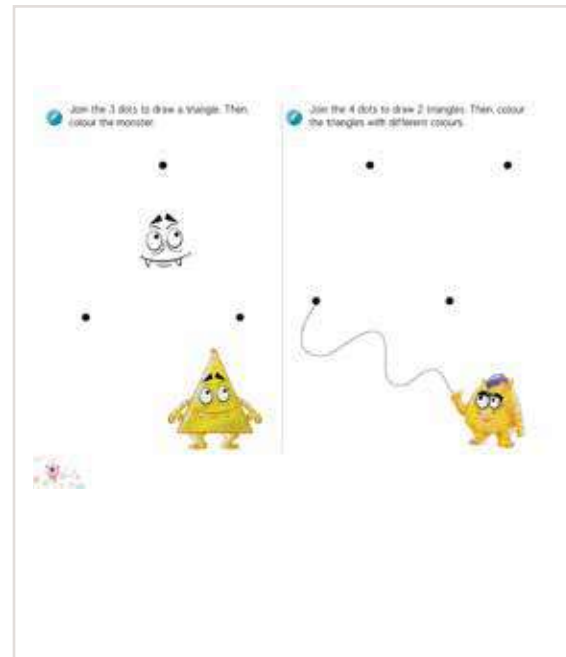 Join the 3 dots to draw a triangle. Then,
colour the monster.
Join the 4 dots to draw 2 triangles. Then, colour
the triangles with different colours.